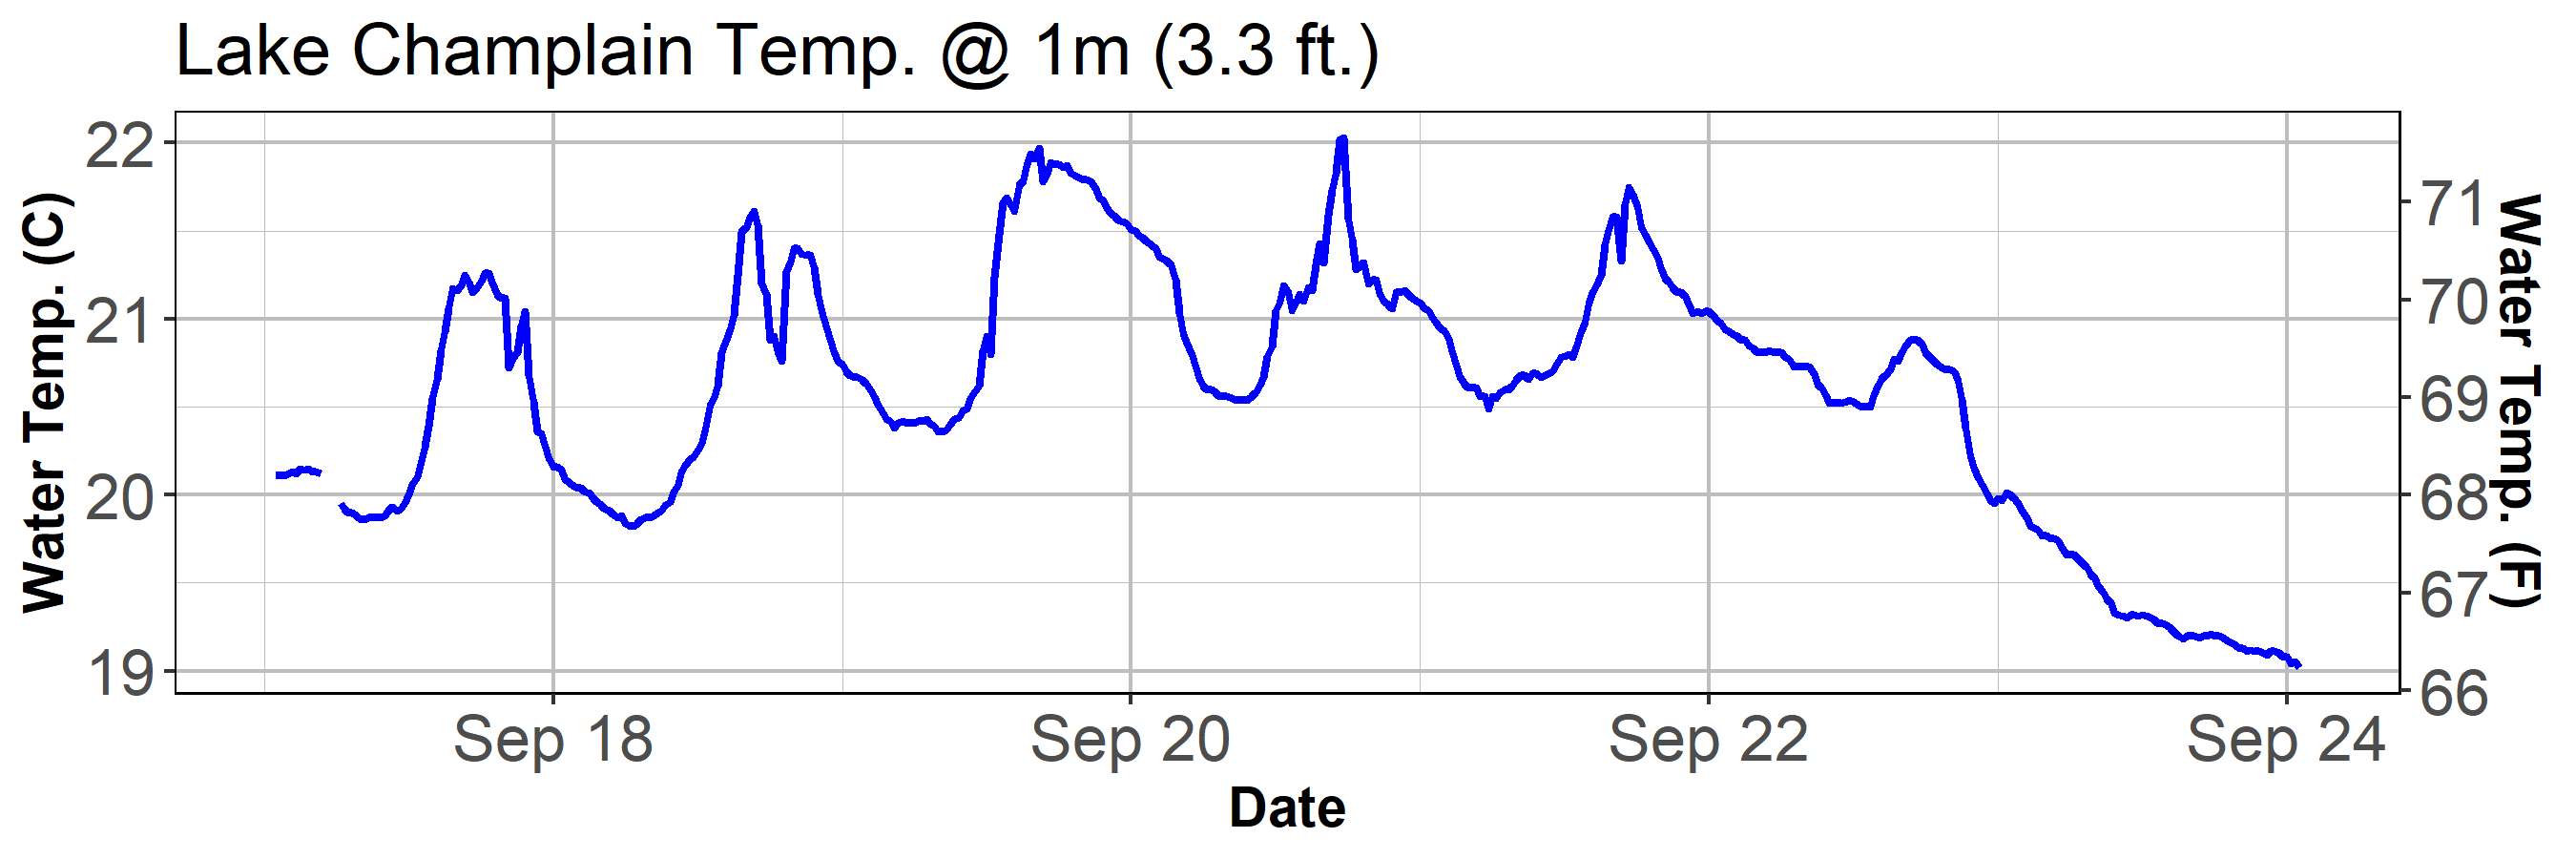 Lake Champlain Temp. @ 1m (3.3 ft.)
Water Temp. (C)
22
21
20
19
71
70
69
68
67
66
Water Temp. (F)
Sep 18
Sep 20
Sep 22
Sep 24
Date